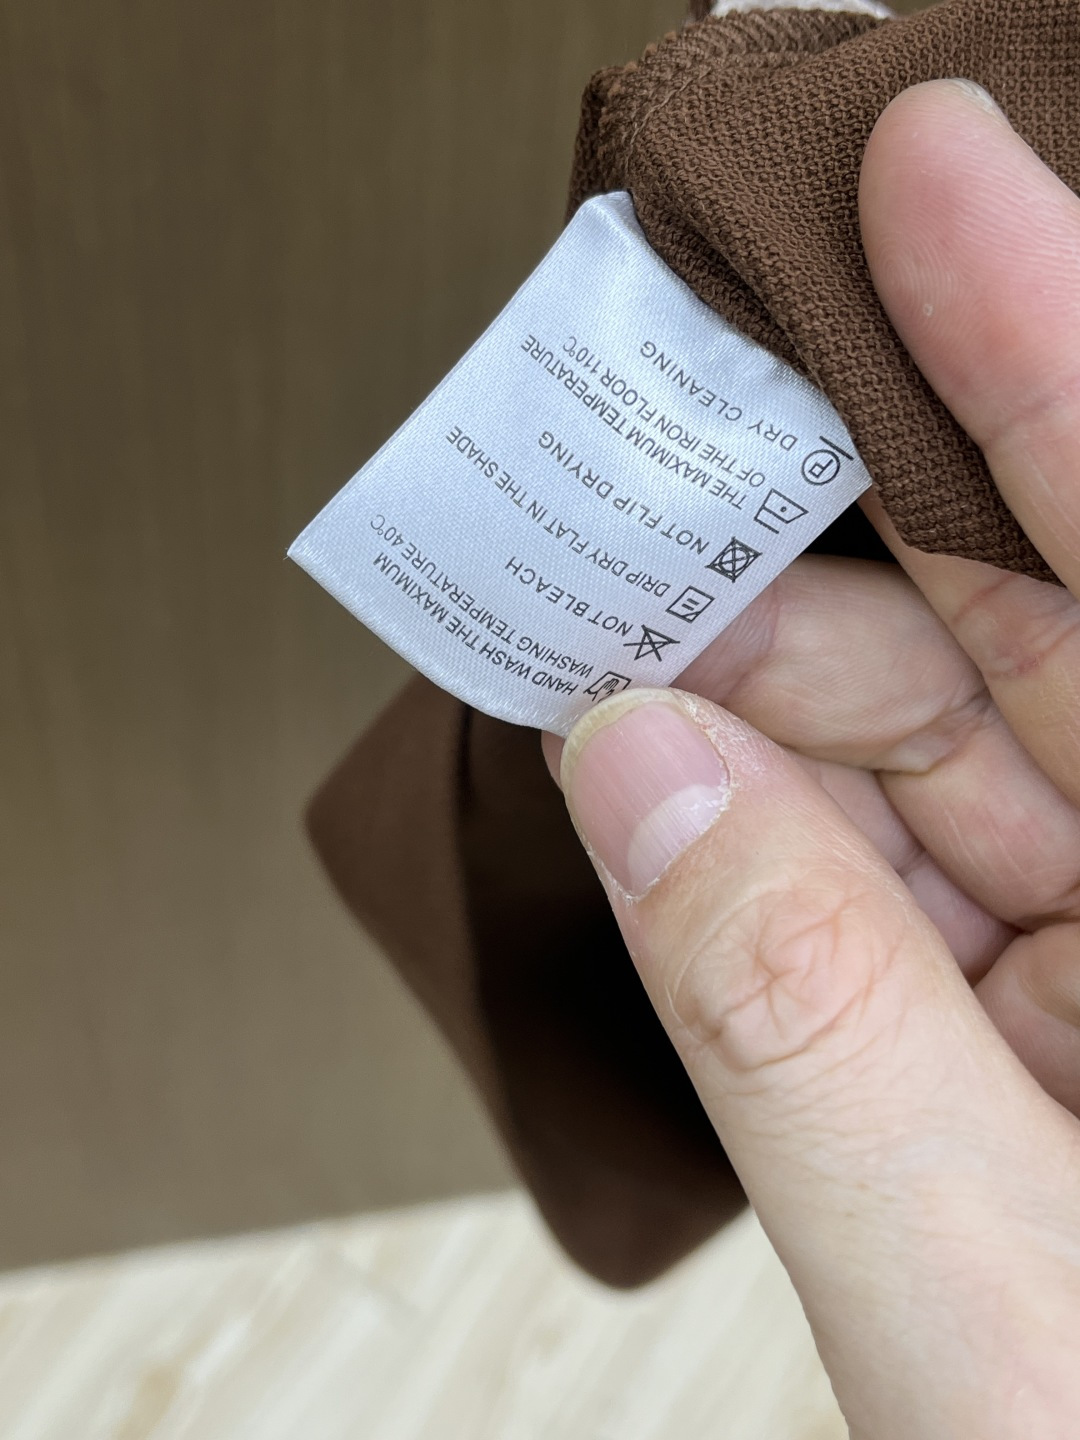 HAND WASH THE MAXIMUM
WASHING TEMPERATURE 40℃
NOT BLEACH
DRIP DRY FLAT IN THE SHADE
NOT FLIP DRYING
THE MAXIMUM TEMPERATURE
OF THE IRON FLOOR 110℃
P DRY CLEANING